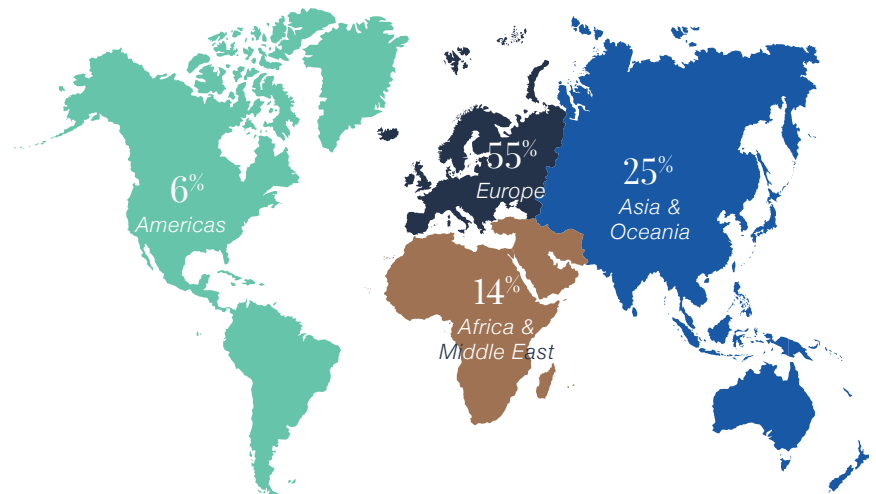 6%
Americas
55%
Europe
25%
Asia &
Oceania
14%
Africa &
Middle East